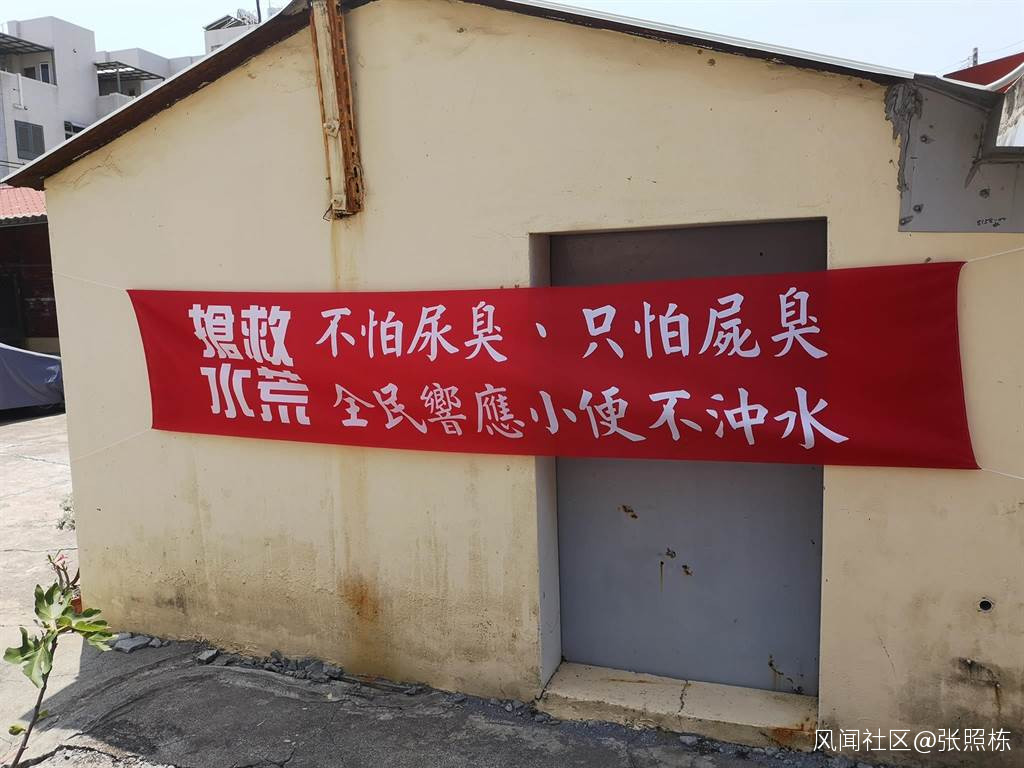 搶救
水荒
不怕尿臭、只怕屍臭
全民響應小便不沖水
风闻社区@张照栋